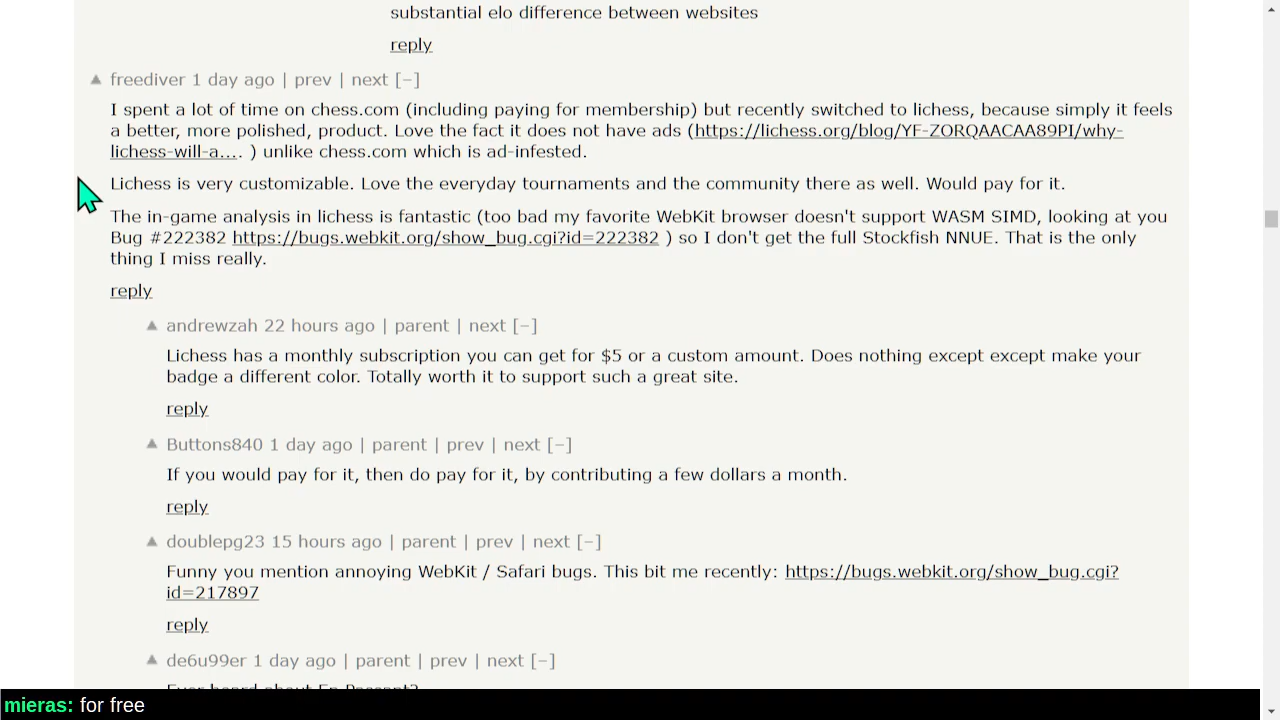 substantial elo difference between websites
reply
▲ freediver 1 day ago | prev | next [–]
I spent a lot of time on chess.com (including paying for membership) but recently switched to lichess, because simply it feels
a better, more polished, product. Love the fact it does not have ads (https://lichess.org/blog/YF-ZORQAACAA89PI/why-
lichess-will-a.... ) unlike chess.com which is ad-infested.
Lichess is very customizable. Love the everyday tournaments and the community there as well. Would pay for it.
The in-game analysis in lichess is fantastic (too bad my favorite WebKit browser doesn't support WASM SIMD, looking at you
Bug #222382 https://bugs.webkit.org/show_bug.cgi?id=222382 ) so I don't get the full Stockfish NNUE. That is the only
thing I miss really.
reply
▲ andrewzah 22 hours ago | parent | next [–]
Lichess has a monthly subscription you can get for $5 or a custom amount. Does nothing except except make your
badge a different color. Totally worth it to support such a great site.
reply
▲ Buttons840 1 day ago | parent | prev | next [–]
If you would pay for it, then do pay for it, by contributing a few dollars a month.
reply
▲ doublepg23 15 hours ago | parent | prev | next [–]
Funny you mention annoying WebKit / Safari bugs. This bit me recently: https://bugs.webkit.org/show_bug.cgi?
id=217897
reply
▲ de6u99er 1 day ago | parent | prev | next [–]
Ever heard about En Passant?
mieras: for free